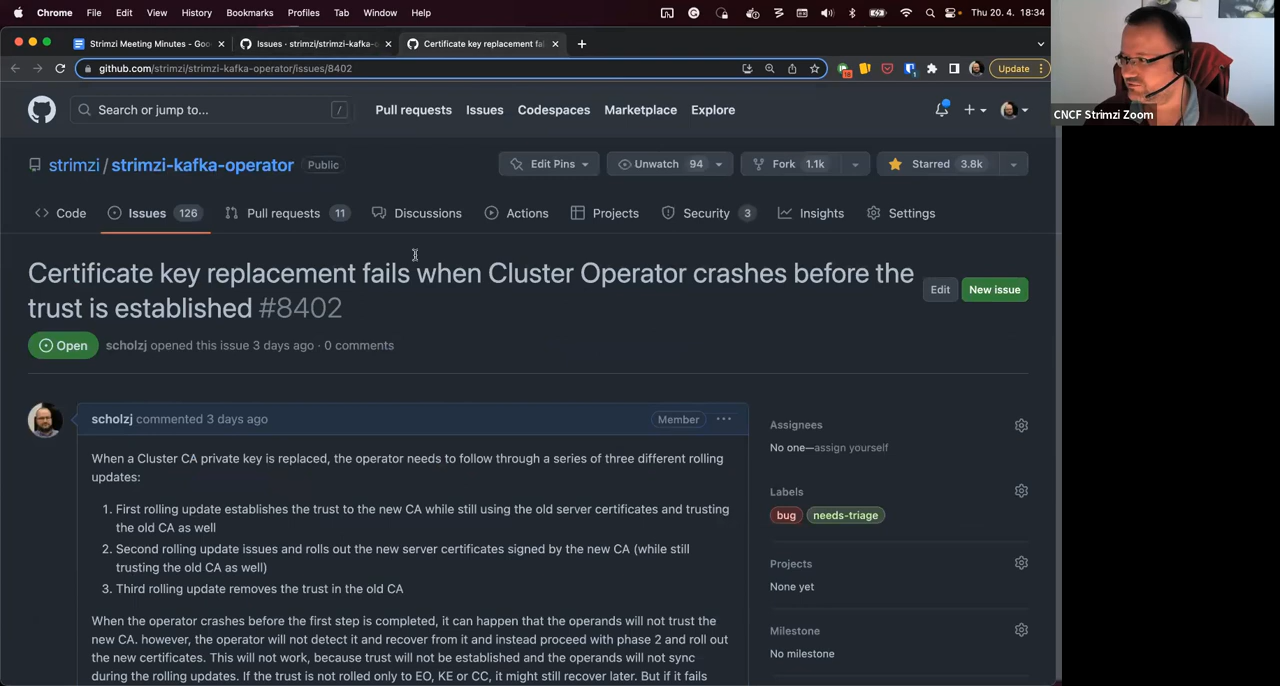 Chrome File Edit View History Bookmarks Profiles Tab Window Help Thu 20. 4. 18:34
Strimzi Meeting Minutes - Goo Issues · strimzi/strimzi-kafka-o Certificate key replacement fai
github.com/strimzi/strimzi-kafka-operator/issues/8402 18 Update
CNCF Strimzi Zoom
Search or jump to... / Pull requests Issues Codespaces Marketplace Explore
strimzi / strimzi-kafka-operator Public Edit Pins Unwatch 94 Fork 1.1k Starred 3.8k
Code Issues 126 Pull requests 11 Discussions Actions Projects Security 3 Insights Settings
Certificate key replacement fails when Cluster Operator crashes before the
trust is established #8402
Edit New issue
Open scholzj opened this issue 3 days ago · 0 comments
scholzj commented 3 days ago Member
When a Cluster CA private key is replaced, the operator needs to follow through a series of three different rolling
updates:
1. First rolling update establishes the trust to the new CA while still using the old server certificates and trusting
the old CA as well
2. Second rolling update issues and rolls out the new server certificates signed by the new CA (while still
trusting the old CA as well)
3. Third rolling update removes the trust in the old CA
When the operator crashes before the first step is completed, it can happen that the operands will not trust the
new CA. however, the operator will not detect it and recover from it and instead proceed with phase 2 and roll out
the new certificates. This will not work, because trust will not be established and the operands will not sync
during the rolling updates. If the trust is not rolled only to EO, KE or CC, it might still recover later. But if it fails
Assignees
No one—assign yourself
Labels
bug needs-triage
Projects
None yet
Milestone
No milestone